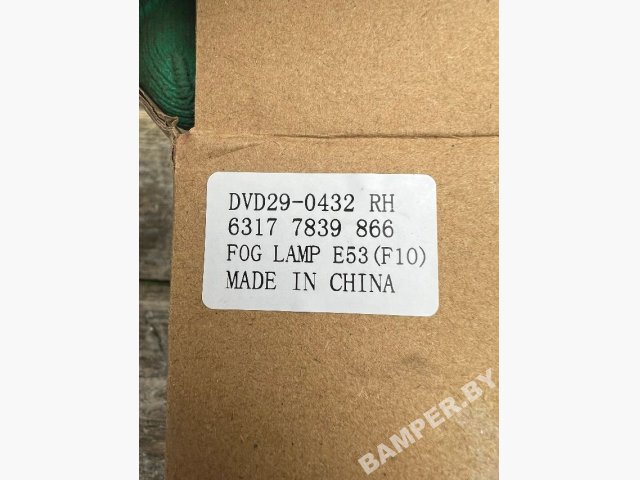 DVD29-0432 RH
6317 7839 866
FOG LAMP E53(F10)
MADE IN CHINA
BAMPER.BY